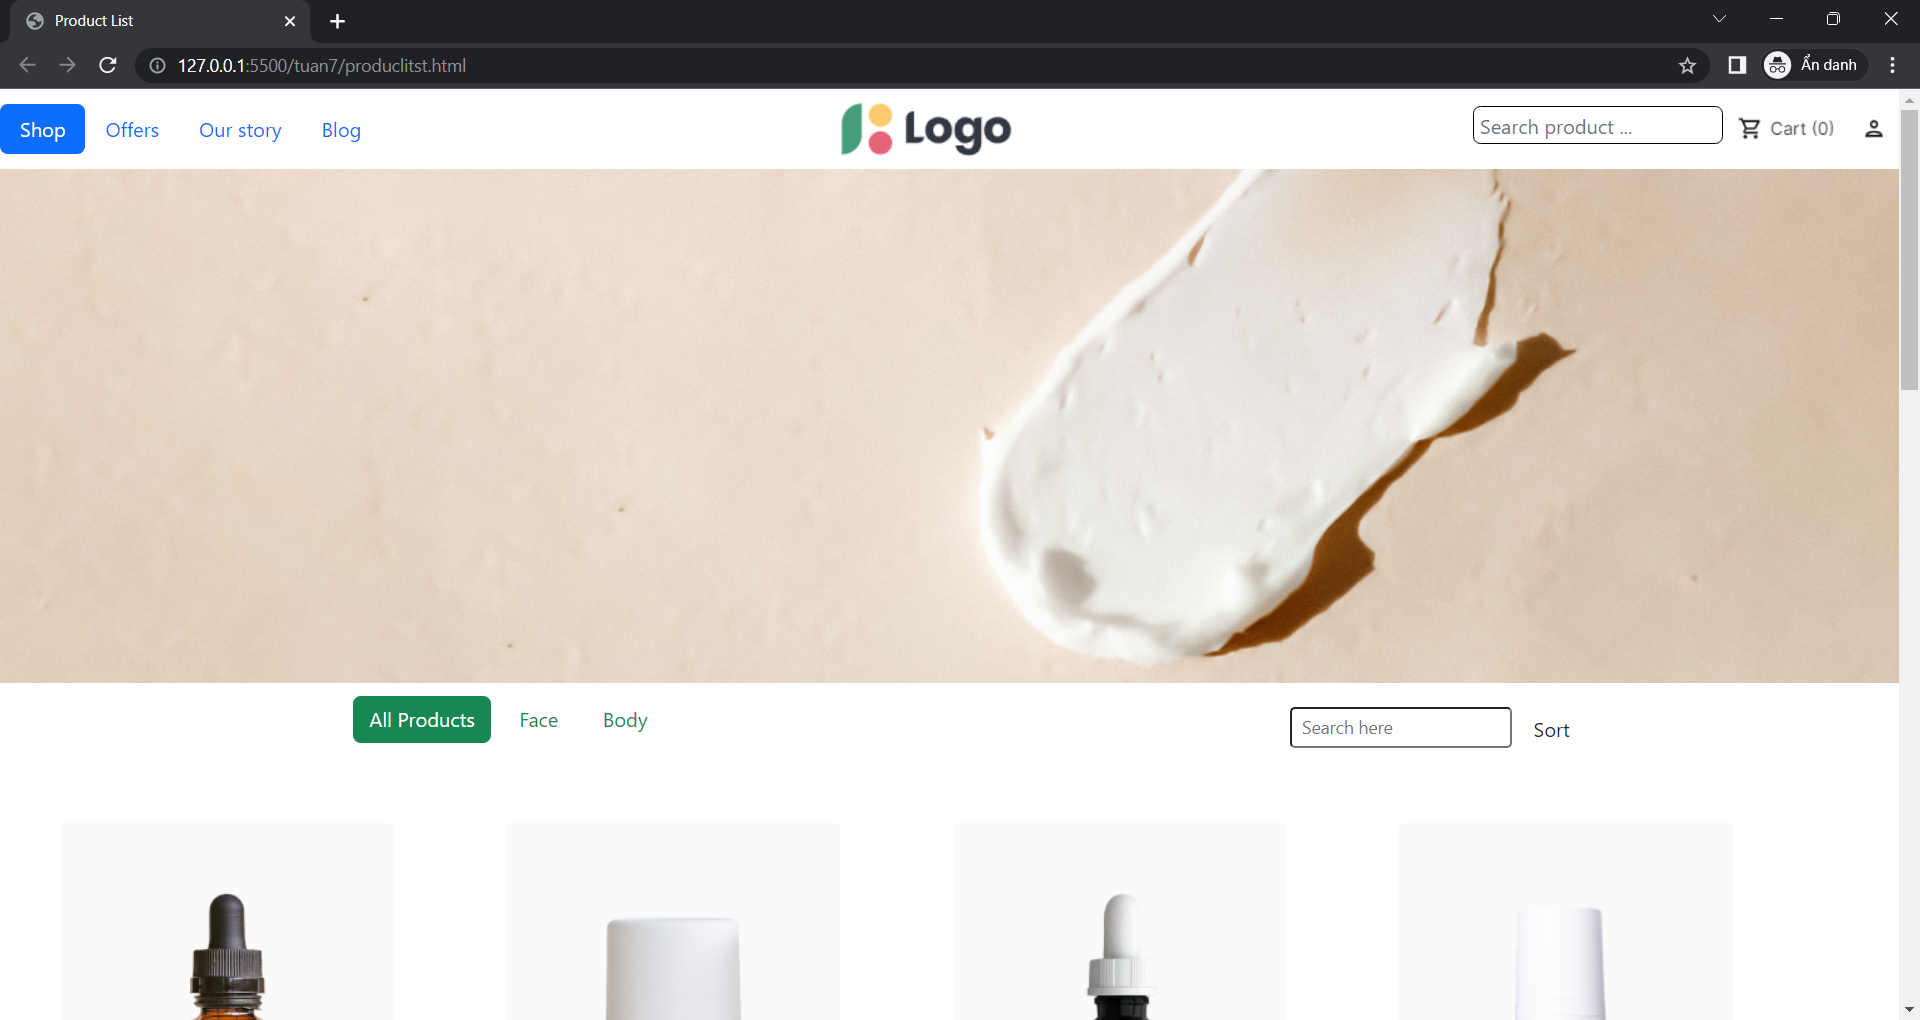 Product List
127.0.0.1:5500/tuan7/produclitst.html
Ẩn danh
Shop Offers Our story Blog
Logo
Search product ...
Cart (0)
All Products Face Body
Search here
Sort